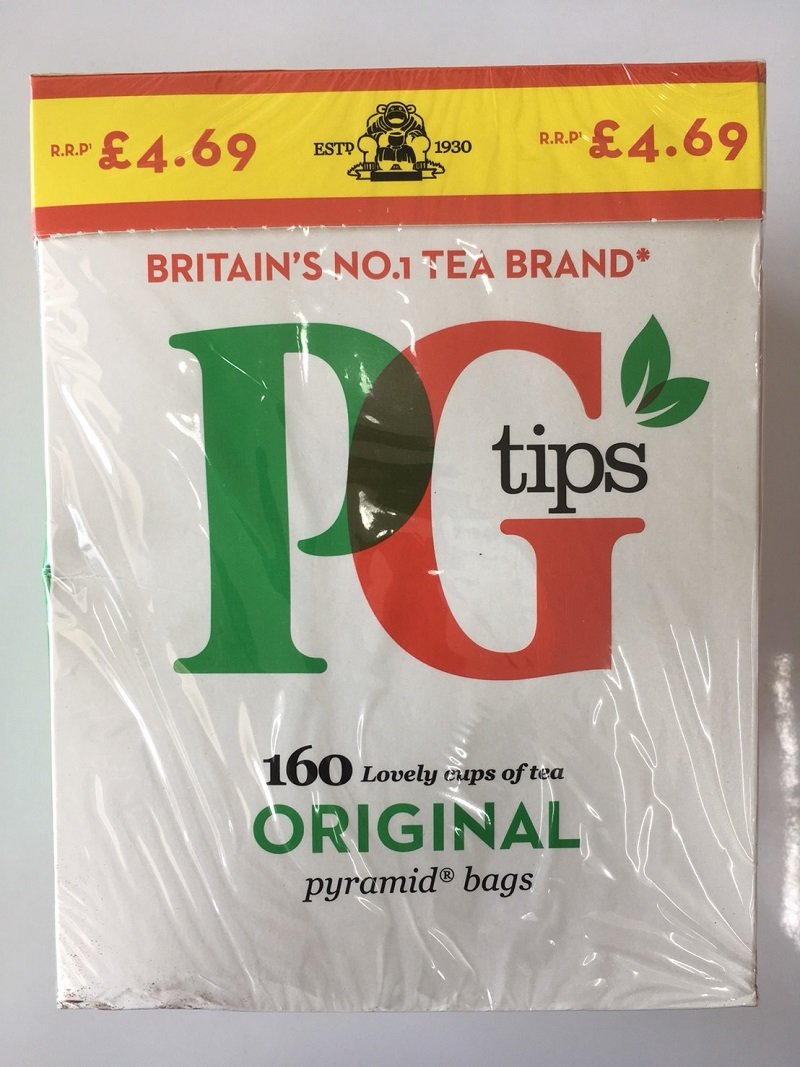 R.R.P¹ £4.69 ESTD 1930 R.R.P¹ £4.69
BRITAIN'S NO.1 TEA BRAND*
PG
tips
160 Lovely cups of tea
ORIGINAL
pyramid® bags